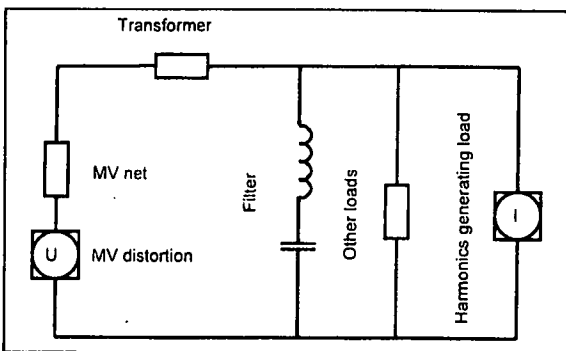 Transformer
MV net
U
MV distortion
Filter
Other loads
Harmonics generating load
I